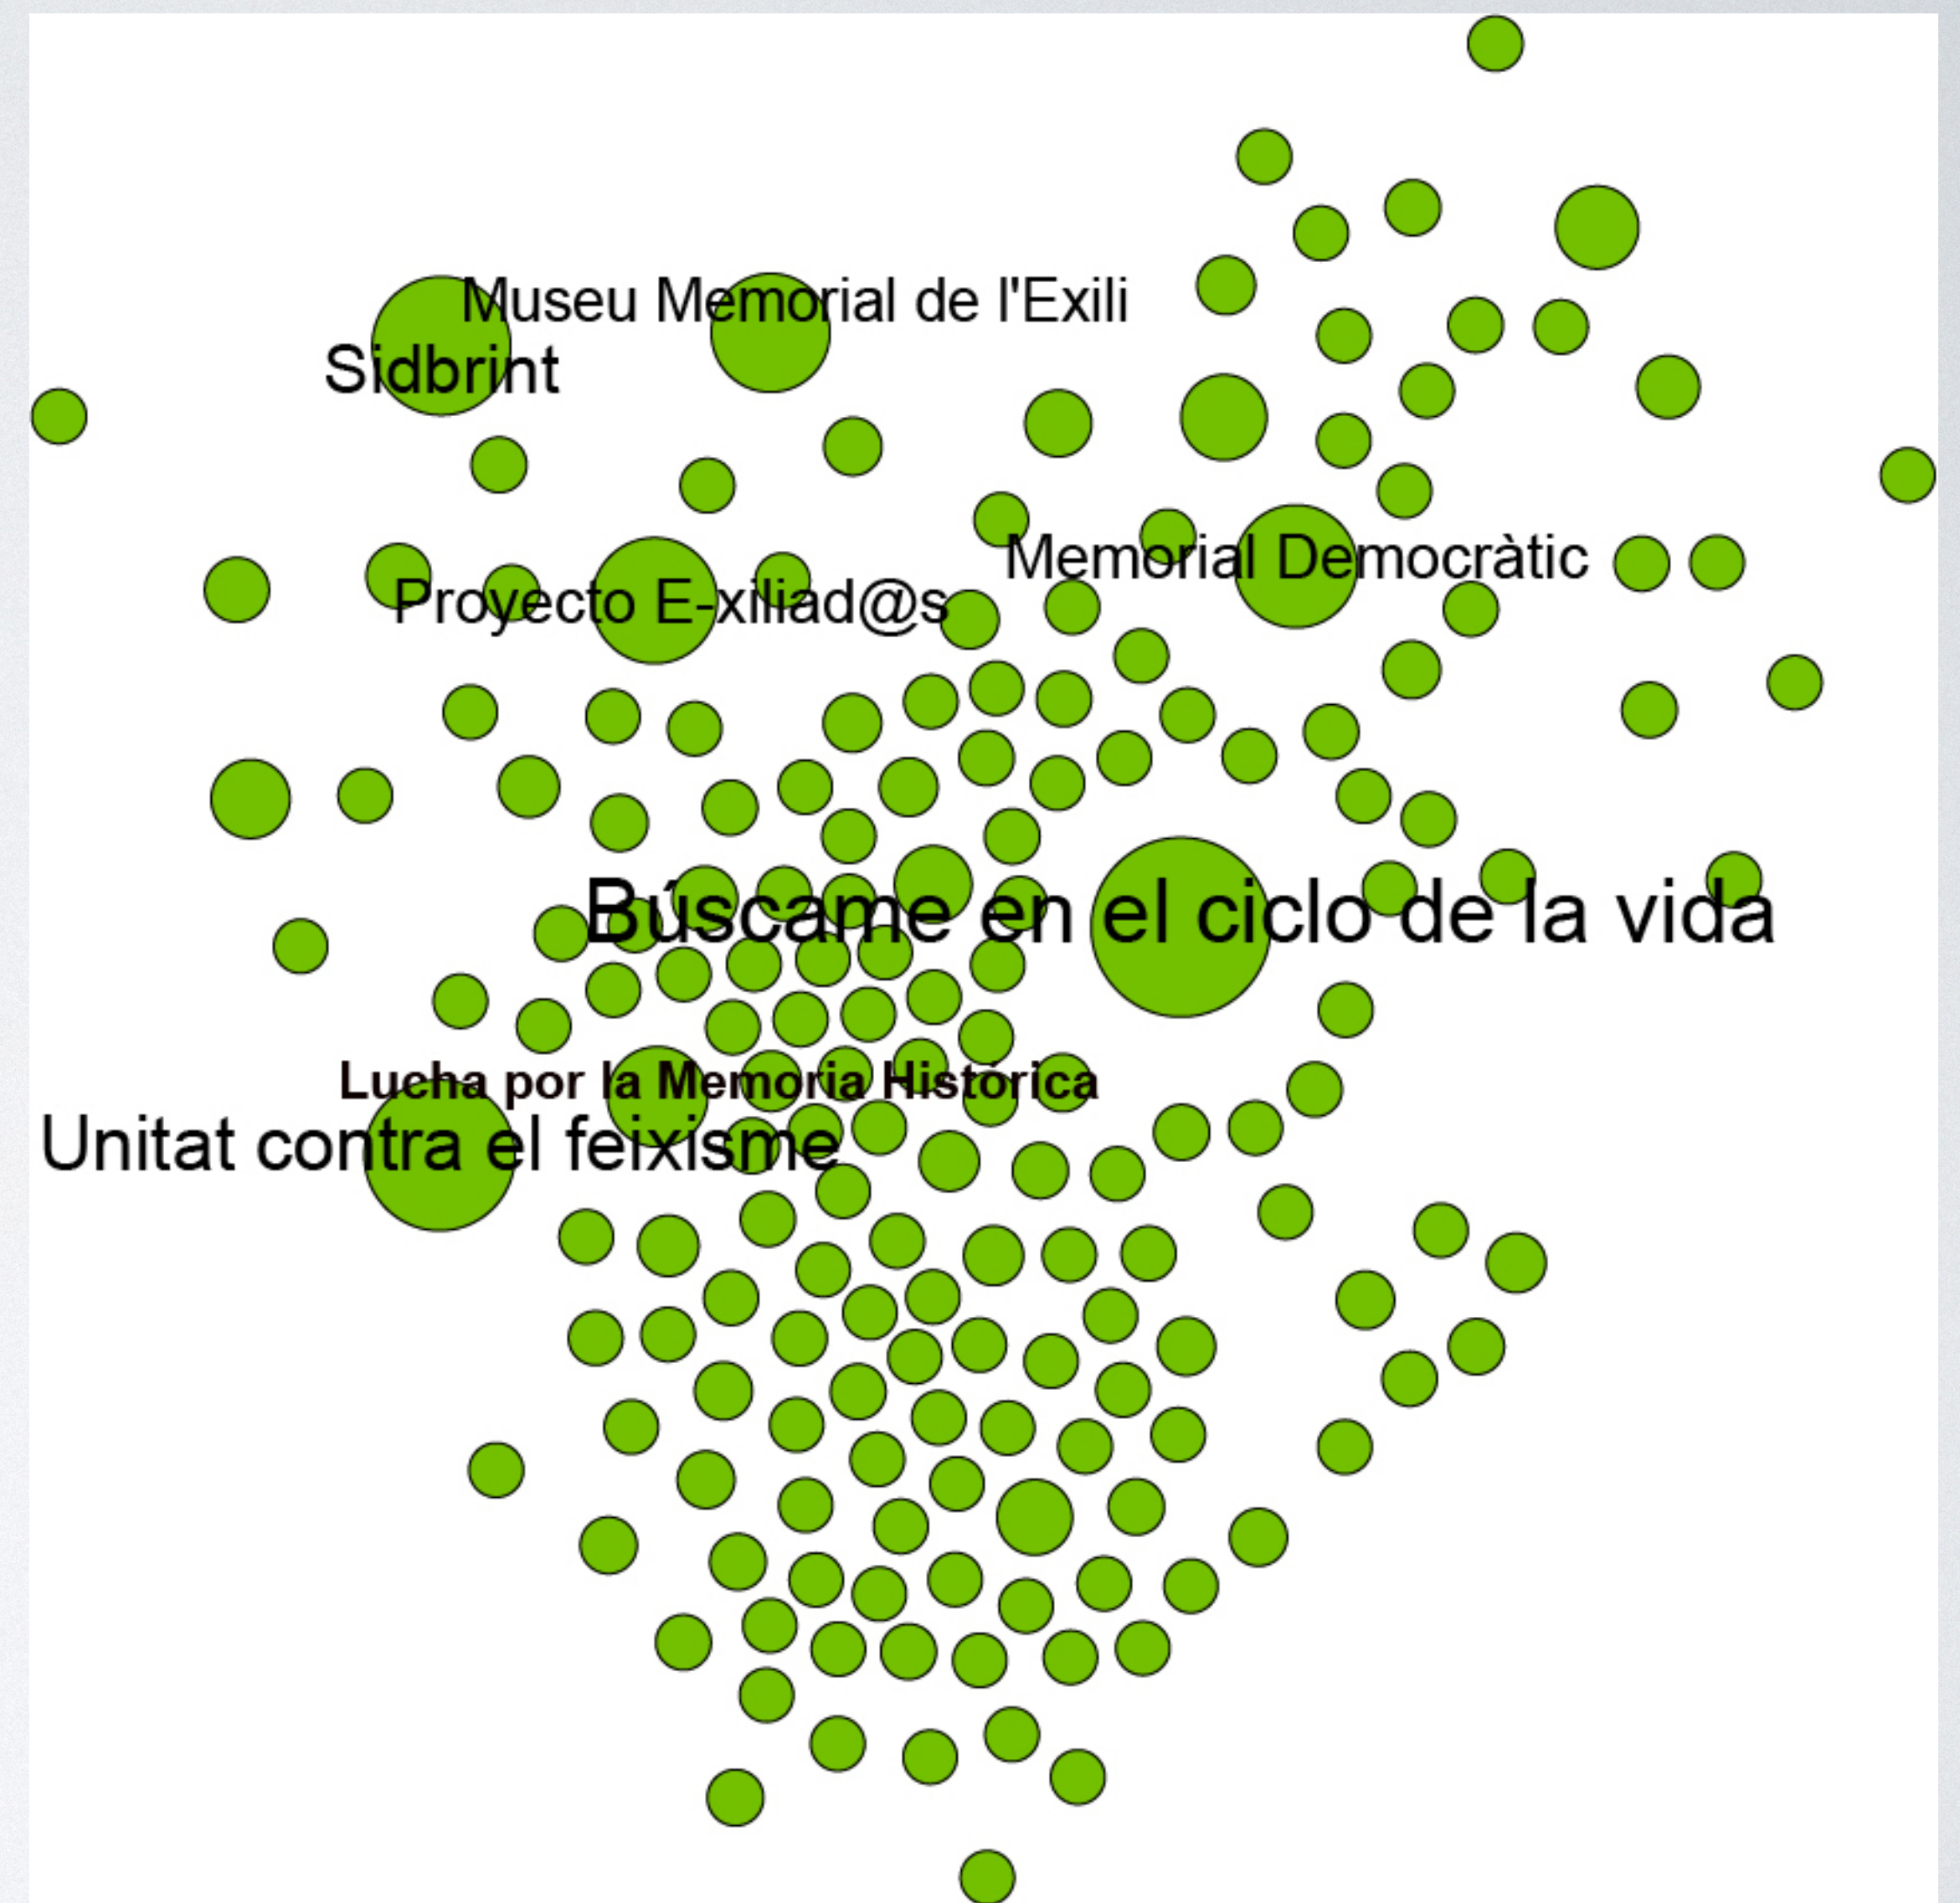 Museu Memorial de l'Exili
Sidbrint
Memorial Democràtic
Proyecto E-xiliad@s
Búscame en el ciclo de la vida
Lucha por la Memoria Histórica
Unitat contra el feixisme